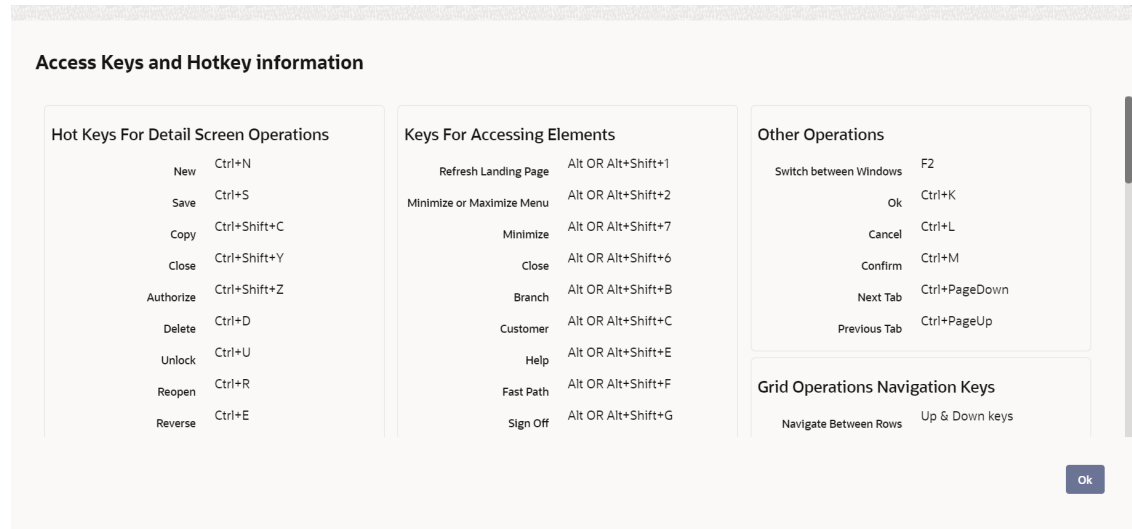 Access Keys and Hotkey information
Hot Keys For Detail Screen Operations
New Ctrl+N
Save Ctrl+S
Copy Ctrl+Shift+C
Close Ctrl+Shift+Y
Authorize Ctrl+Shift+Z
Delete Ctrl+D
Unlock Ctrl+U
Reopen Ctrl+R
Reverse Ctrl+E
Keys For Accessing Elements
Refresh Landing Page Alt OR Alt+Shift+1
Minimize or Maximize Menu Alt OR Alt+Shift+2
Minimize Alt OR Alt+Shift+7
Close Alt OR Alt+Shift+6
Branch Alt OR Alt+Shift+B
Customer Alt OR Alt+Shift+C
Help Alt OR Alt+Shift+E
Fast Path Alt OR Alt+Shift+F
Sign Off Alt OR Alt+Shift+G
Other Operations
Switch between Windows F2
Ok Ctrl+K
Cancel Ctrl+L
Confirm Ctrl+M
Next Tab Ctrl+PageDown
Previous Tab Ctrl+PageUp
Grid Operations Navigation Keys
Navigate Between Rows Up & Down keys
Ok